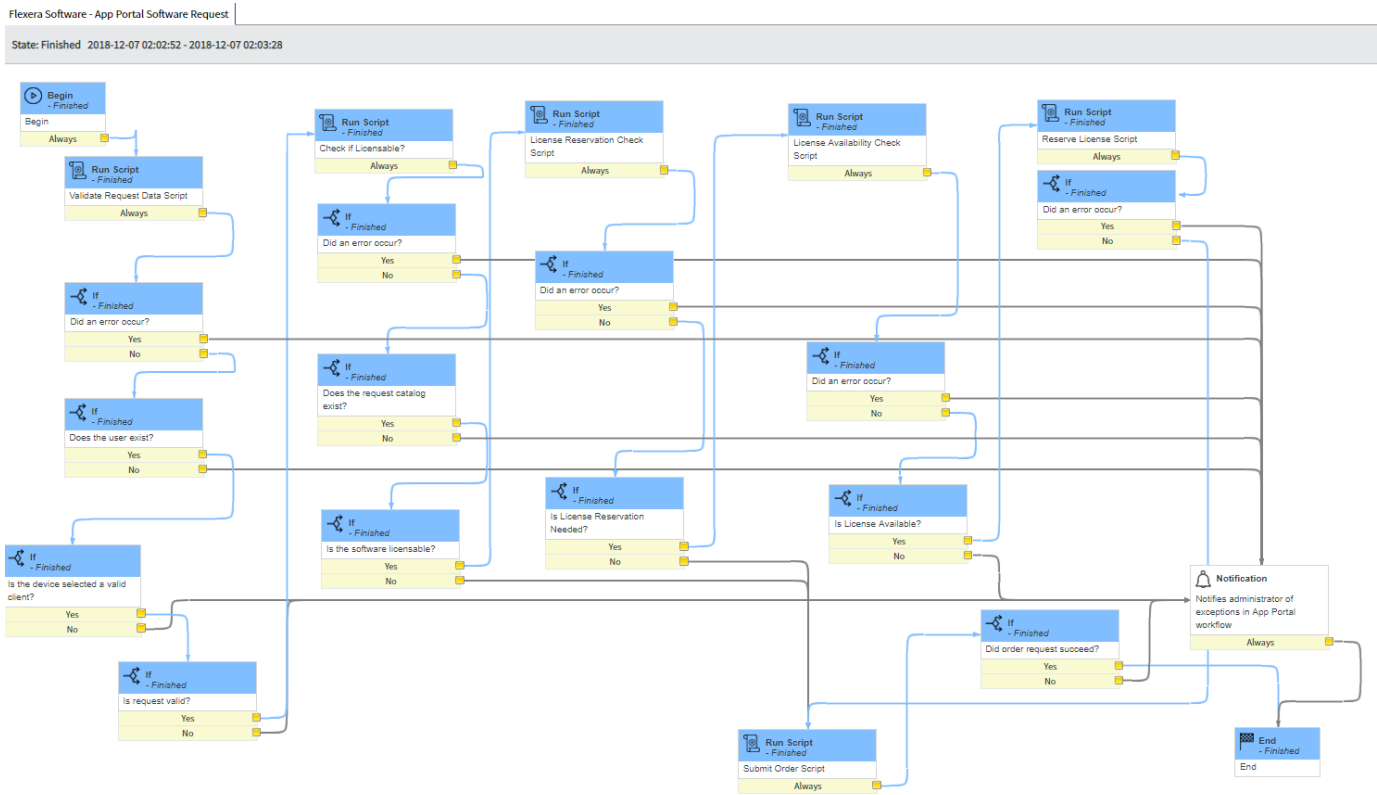 Flexera Software - App Portal Software Request
State: Finished 2018-12-07 02:02:52 - 2018-12-07 02:03:28
Begin
- Finished
Begin
Always
Run Script
- Finished
Validate Request Data Script
Always
If
- Finished
Did an error occur?
Yes
No
If
- Finished
Does the user exist?
Yes
No
If
- Finished
Is the device selected a valid
client?
Yes
No
If
- Finished
Is request valid?
Yes
No
Run Script
- Finished
Check if Licensable?
Always
If
- Finished
Did an error occur?
Yes
No
If
- Finished
Does the request catalog
exist?
Yes
No
If
- Finished
Is the software licensable?
Yes
No
Run Script
- Finished
License Reservation Check
Script
Always
If
- Finished
Did an error occur?
Yes
No
If
- Finished
Is License Reservation
Needed?
Yes
No
Run Script
- Finished
License Availability Check
Script
Always
If
- Finished
Did an error occur?
Yes
No
If
- Finished
Is License Available?
Yes
No
Run Script
- Finished
Reserve License Script
Always
If
- Finished
Did an error occur?
Yes
No
Run Script
- Finished
Submit Order Script
Always
If
- Finished
Did order request succeed?
Yes
No
Notification
Notifies administrator of
exceptions in App Portal
workflow
Always
End
- Finished
End